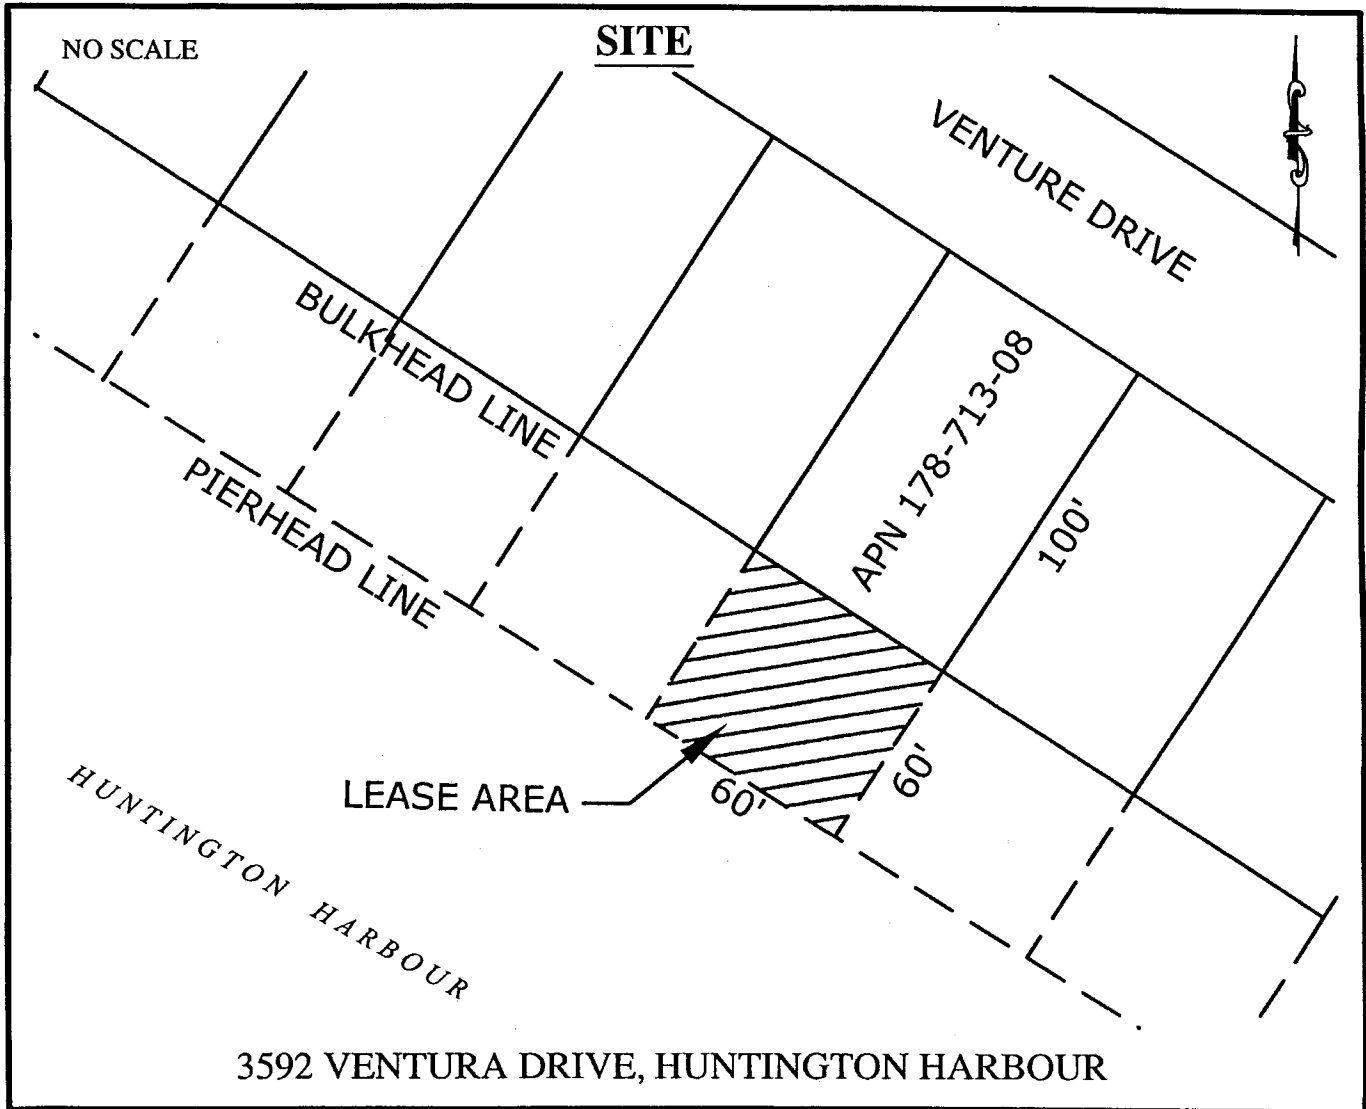 NO SCALE
SITE
VENTURE DRIVE
BULKHEAD LINE
APN 178-713-08
100'
PIERHEAD LINE
LEASE AREA
60'
60'
HUNTINGTON HARBOUR
3592 VENTURA DRIVE, HUNTINGTON HARBOUR